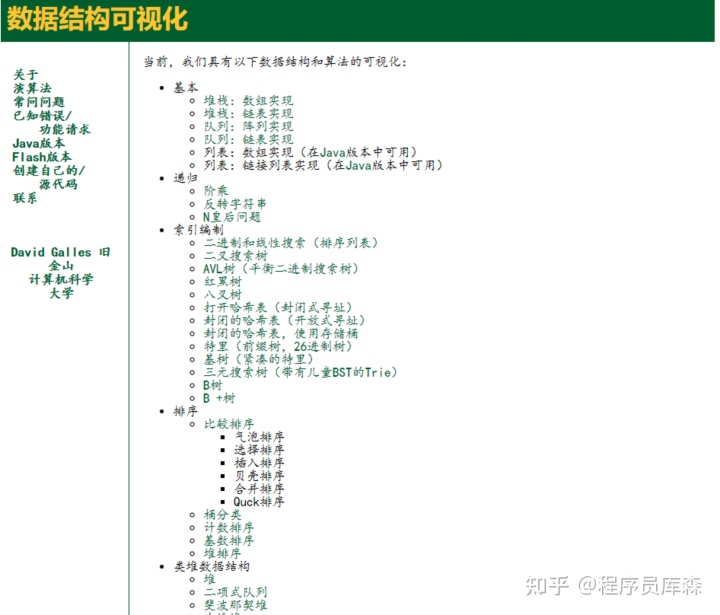 数据结构可视化
关于
演算法
常问问题
已知错误/
功能请求
Java版本
Flash版本
创建自己的/
源代码
联系
David Galles 旧
金山
计算机科学
大学
当前，我们具有以下数据结构和算法的可视化：
基本
堆栈：数组实现
堆栈：链表实现
队列：阵列实现
队列：链表实现
列表：数组实现（在Java版本中可用）
列表：链接列表实现（在Java版本中可用）
递归
阶乘
反转字符串
N皇后问题
索引编制
二进制和线性搜索（排序列表）
二叉搜索树
AVL树（平衡二进制搜索树）
红黑树
八叉树
打开哈希表（封闭式寻址）
封闭的哈希表（开放式寻址）
封闭的哈希表，使用存储桶
特里（前缀树，26进制树）
基树（紧凑的特里）
三元搜索树（带有儿童BST的Trie）
B树
B +树
排序
比较排序
气泡排序
选择排序
插入排序
贝壳排序
合并排序
Quck排序
桶分类
计数排序
基数排序
堆排序
类堆数据结构
堆
二项式队列
斐波那契堆
知乎 @程序员库森